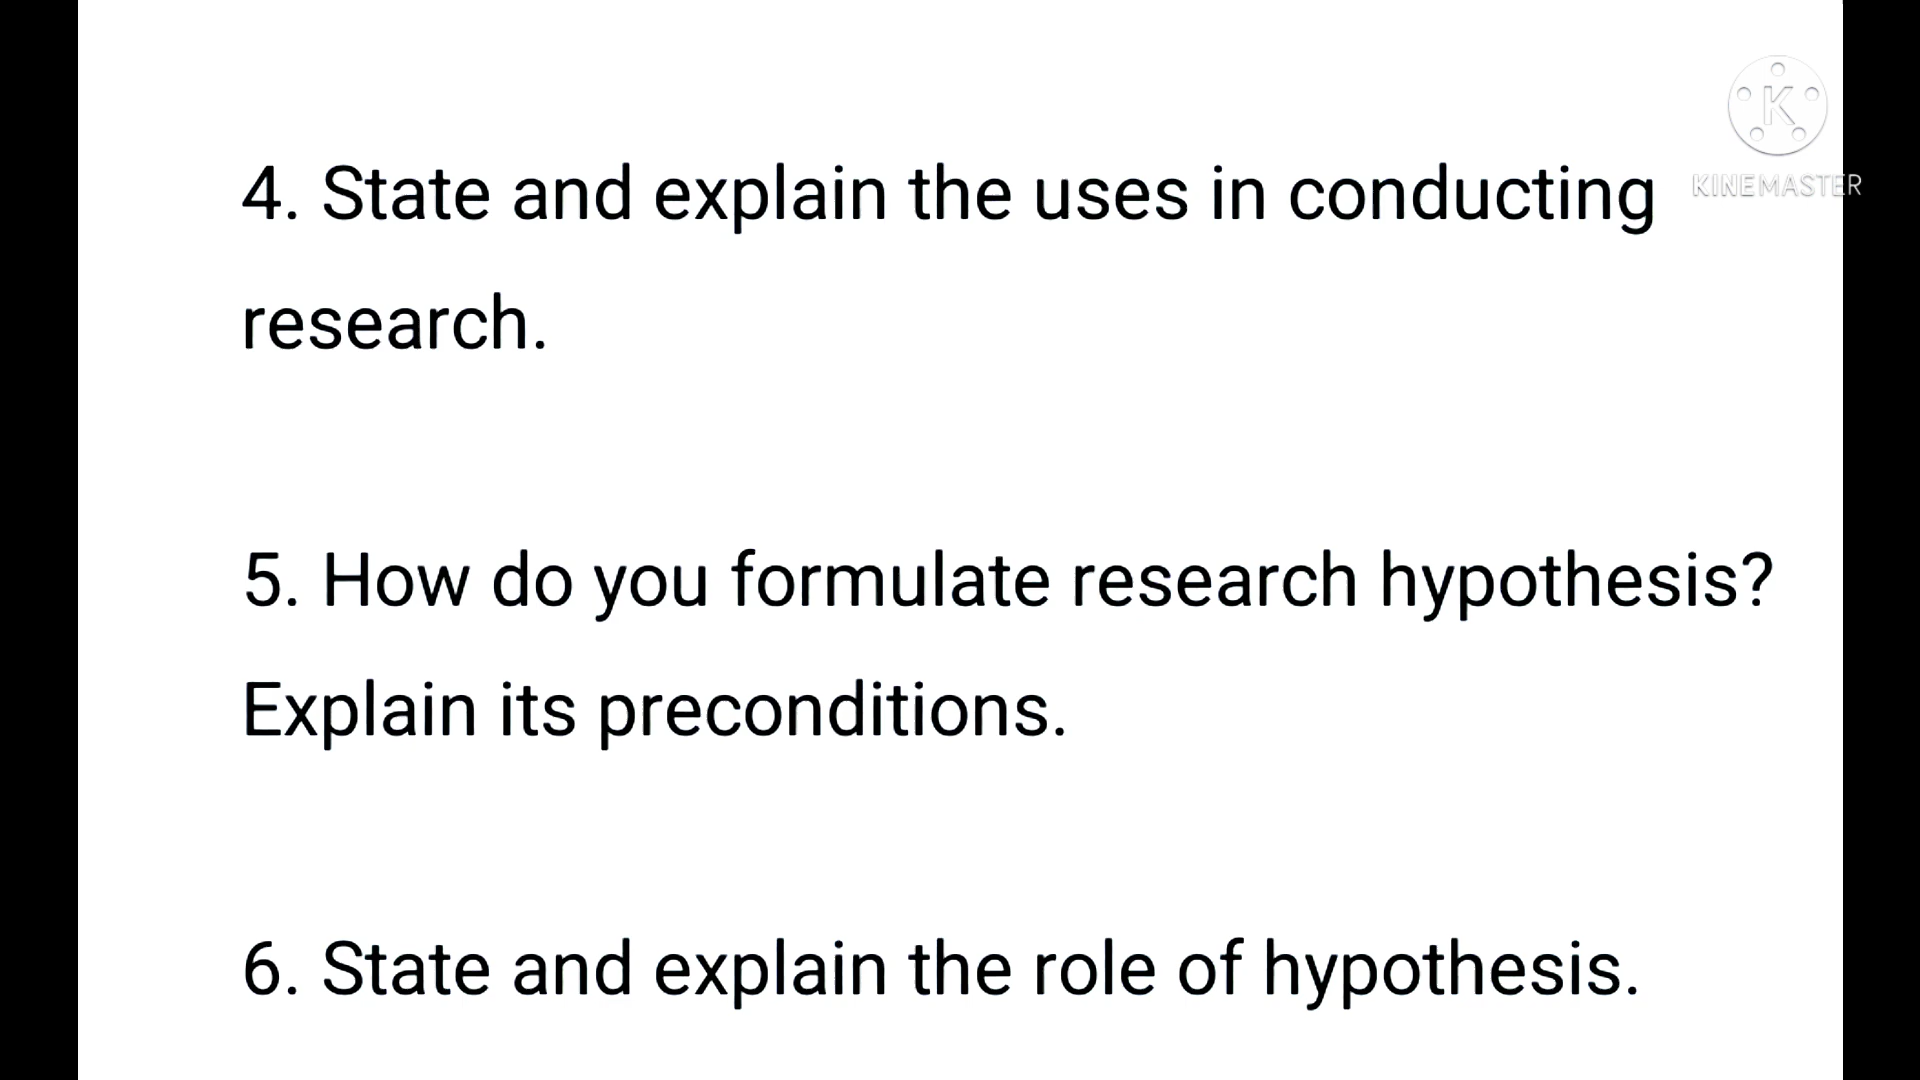 4. State and explain the uses in conducting
research.
5. How do you formulate research hypothesis?
Explain its preconditions.
6. State and explain the role of hypothesis.
K
KINEMASTER